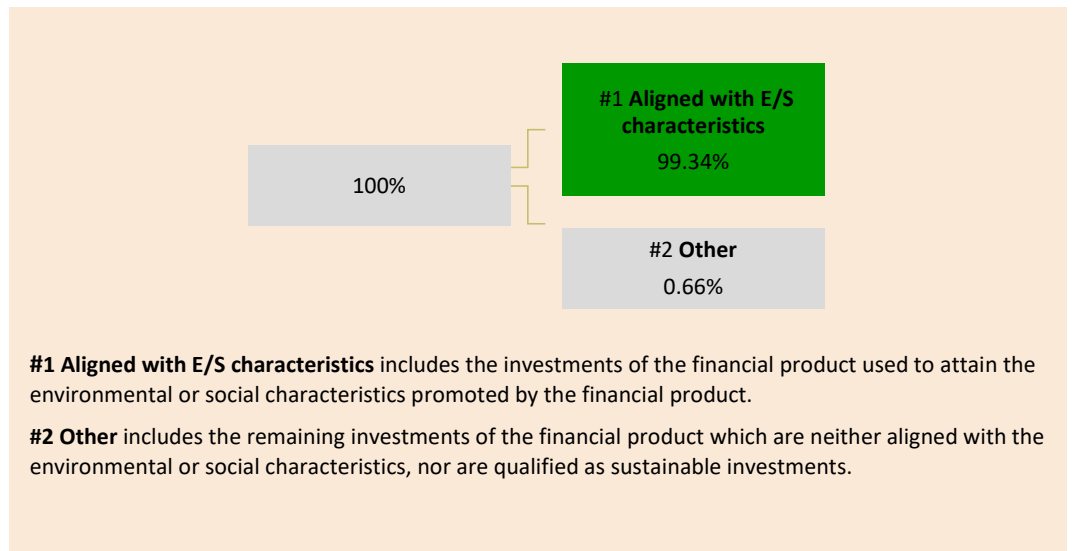 #1 Aligned with E/S
characteristics
99.34%
100%
#2 Other
0.66%
#1 Aligned with E/S characteristics includes the investments of the financial product used to attain the
environmental or social characteristics promoted by the financial product.
#2 Other includes the remaining investments of the financial product which are neither aligned with the
environmental or social characteristics, nor are qualified as sustainable investments.